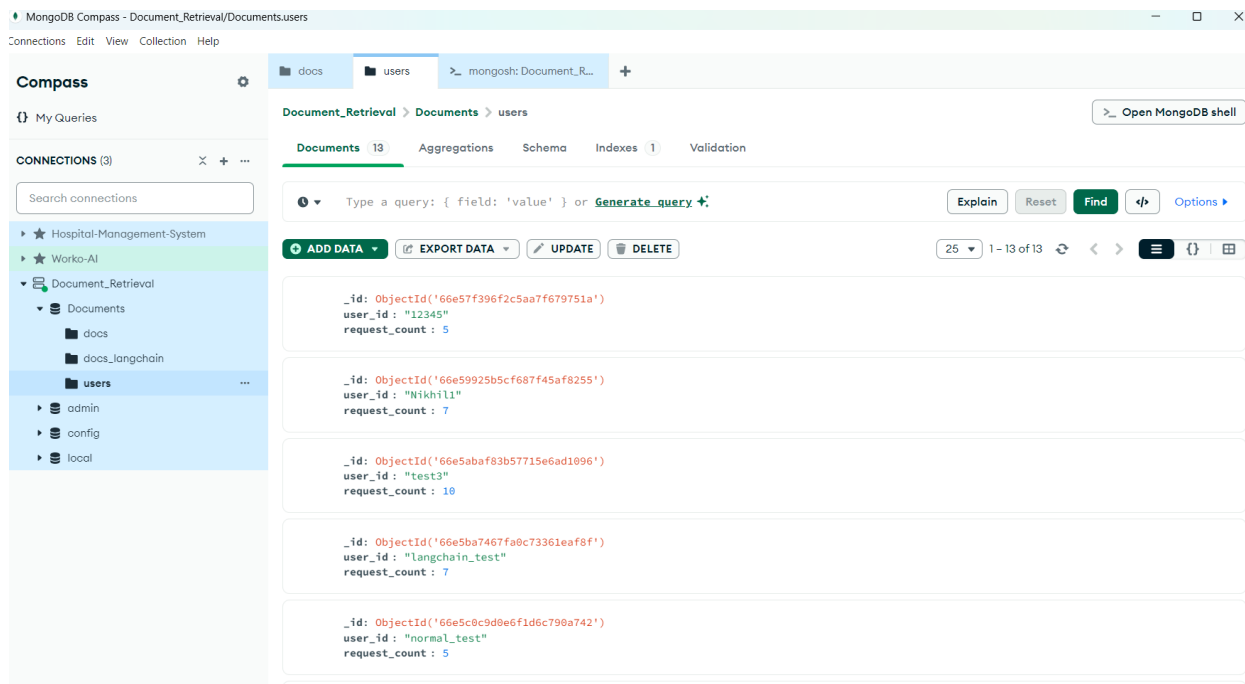 MongoDB Compass - Document_Retrieval/Documents.users
Connections Edit View Collection Help
Compass
{} My Queries
CONNECTIONS (3)
Search connections
Hospital-Management-System
Worko-AI
Document_Retrieval
Documents
docs
docs_langchain
users
admin
config
local
docs users >_ mongosh: Document_R...
Document_Retrieval > Documents > users
>_ Open MongoDB shell
Documents 13 Aggregations Schema Indexes 1 Validation
Type a query: { field: 'value' } or Generate query
Explain Reset Find </> Options
ADD DATA EXPORT DATA UPDATE DELETE
25 1 – 13 of 13 {}
_id: ObjectId('66e57f396f2c5aa7f679751a')
user_id : "12345"
request_count : 5
_id: ObjectId('66e59925b5cf687f45af8255')
user_id : "Nikhil1"
request_count : 7
_id: ObjectId('66e5abaf83b57715e6ad1096')
user_id : "test3"
request_count : 10
_id: ObjectId('66e5ba7467fa0c73361eaf8f')
user_id : "langchain_test"
request_count : 7
_id: ObjectId('66e5c0c9d0e6f1d6c790a742')
user_id : "normal_test"
request_count : 5